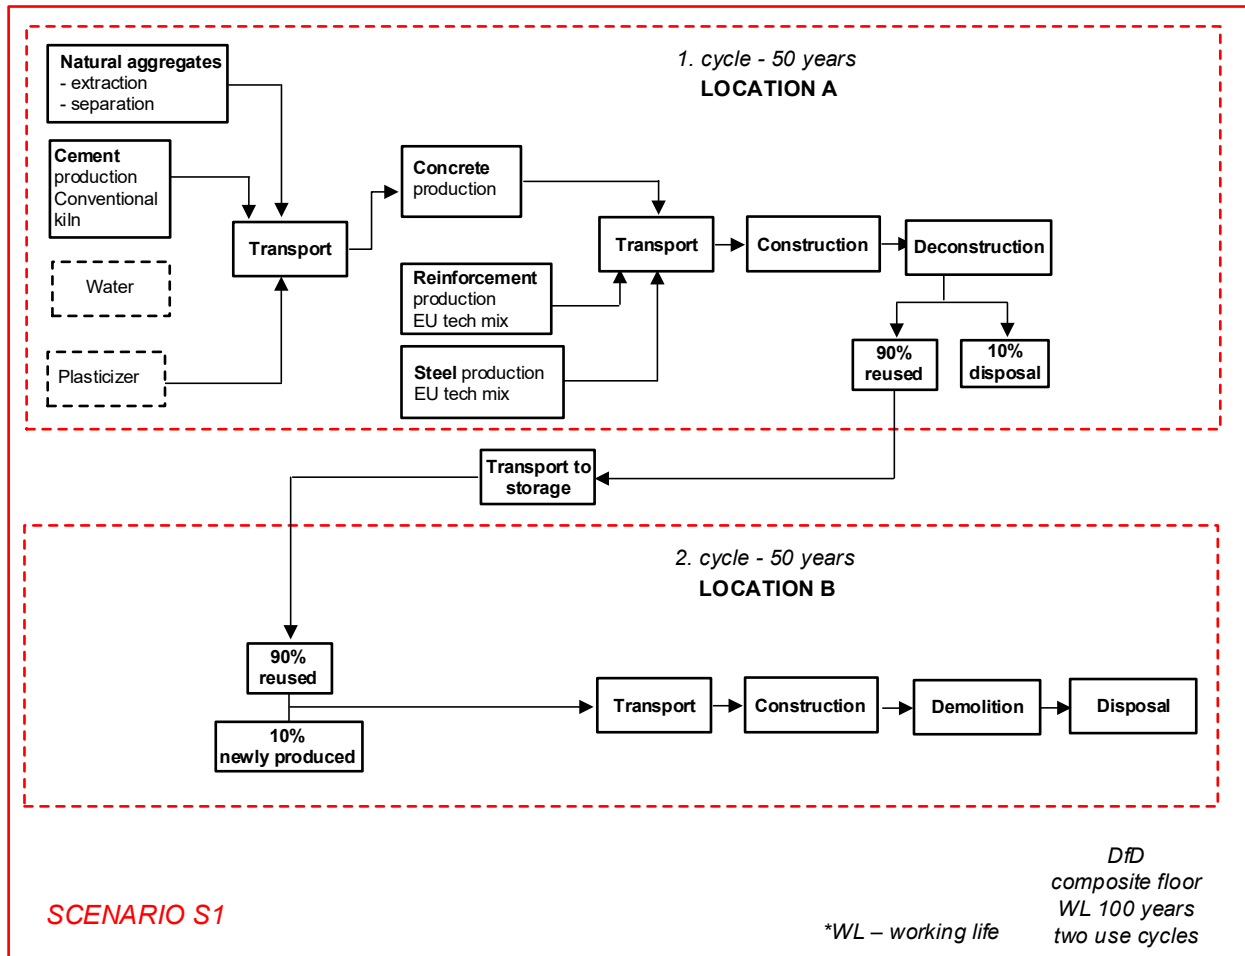 1. cycle - 50 years
LOCATION A
Natural aggregates
- extraction
- separation
Cement
production
Conventional
kiln
Water
Plasticizer
Transport
Concrete
production
Reinforcement
production
EU tech mix
Steel production
EU tech mix
Transport
Construction
Deconstruction
90%
reused
10%
disposal
Transport to
storage
2. cycle - 50 years
LOCATION B
90%
reused
10%
newly produced
Transport
Construction
Demolition
Disposal
SCENARIO S1
*WL – working life
DfD
composite floor
WL 100 years
two use cycles